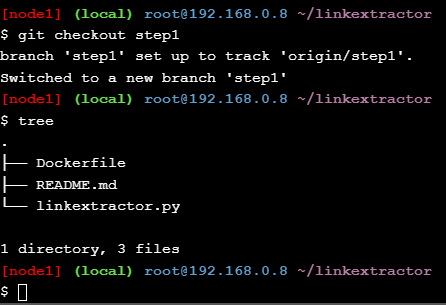 [node1] (local) root@192.168.0.8 ~/linkextractor
$ git checkout step1
branch 'step1' set up to track 'origin/step1'.
Switched to a new branch 'step1'
[node1] (local) root@192.168.0.8 ~/linkextractor
$ tree
.
├── Dockerfile
├── README.md
└── linkextractor.py

1 directory, 3 files
[node1] (local) root@192.168.0.8 ~/linkextractor
$